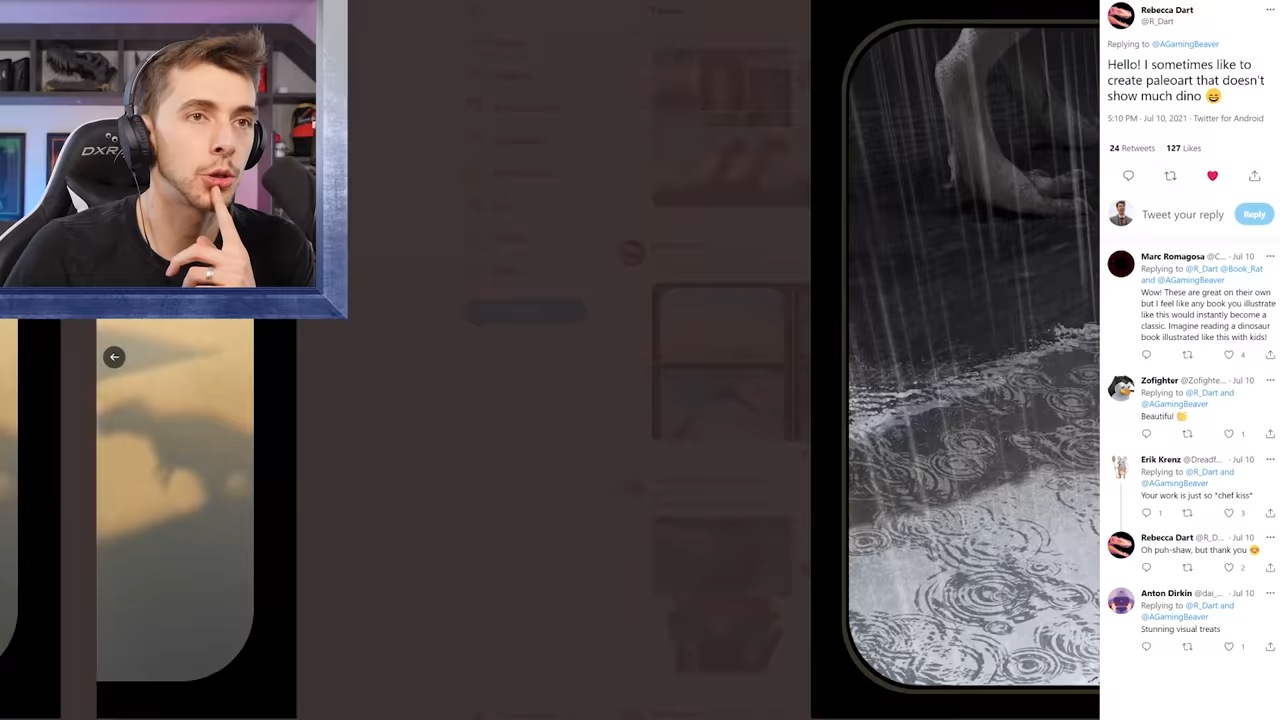 DXR
Rebecca Dart
@R_Dart
Replying to @AGamingBeaver
Hello! I sometimes like to
create paleoart that doesn't
show much dino 😄
5:10 PM · Jul 10, 2021 · Twitter for Android
24 Retweets 127 Likes
Tweet your reply
Reply
Marc Romagosa @C... · Jul 10
Replying to @R_Dart @Book_Rat
and @AGamingBeaver
Wow! These are great on their own
but I feel like any book you illustrate
like this would instantly become a
classic. Imagine reading a dinosaur
book illustrated like this with kids!
4
Zofighter @Zofighte... · Jul 10
Replying to @R_Dart and
@AGamingBeaver
Beautiful 👏
1
Erik Krenz @Dreadf... · Jul 10
Replying to @R_Dart and
@AGamingBeaver
Your work is just so *chef kiss*
1 3
Rebecca Dart @R_D... · Jul 10
Oh puh-shaw, but thank you 😊
2
Anton Dirkin @dai_... · Jul 10
Replying to @R_Dart and
@AGamingBeaver
Stunning visual treats
1